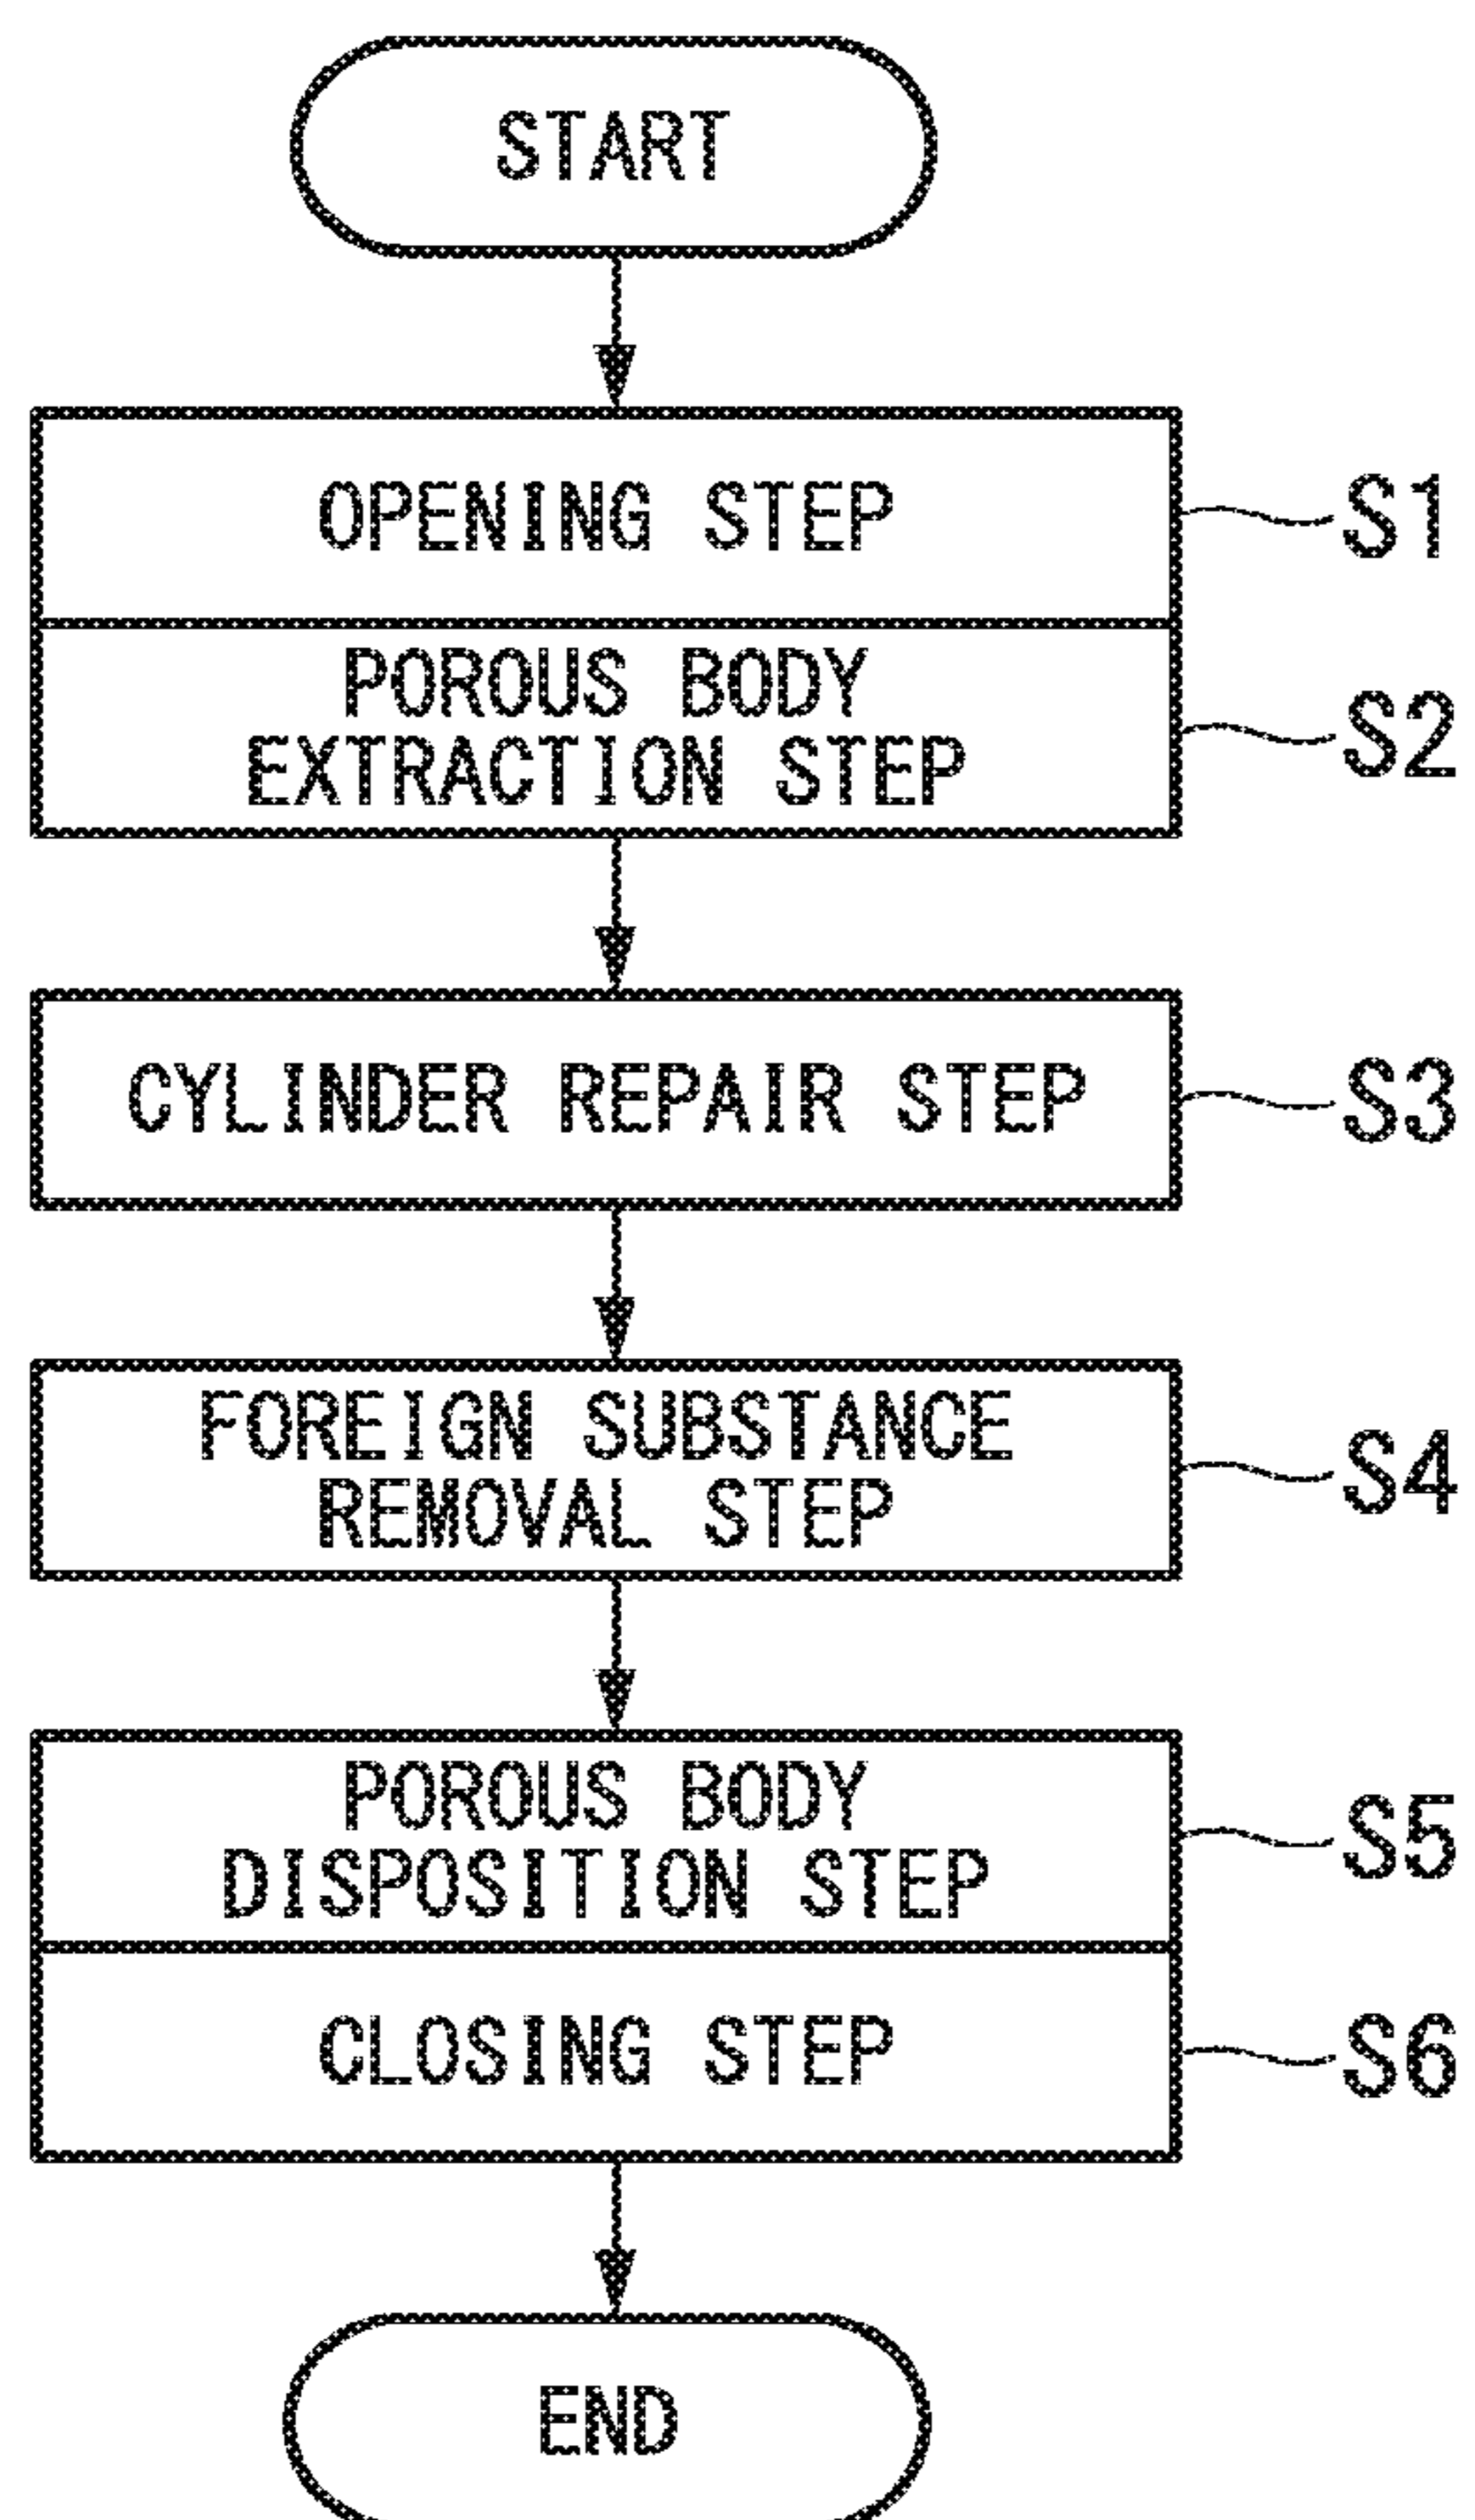 START
OPENING STEP
S1
POROUS BODY
EXTRACTION STEP
S2
CYLINDER REPAIR STEP
S3
FOREIGN SUBSTANCE
REMOVAL STEP
S4
POROUS BODY
DISPOSITION STEP
S5
CLOSING STEP
S6
END